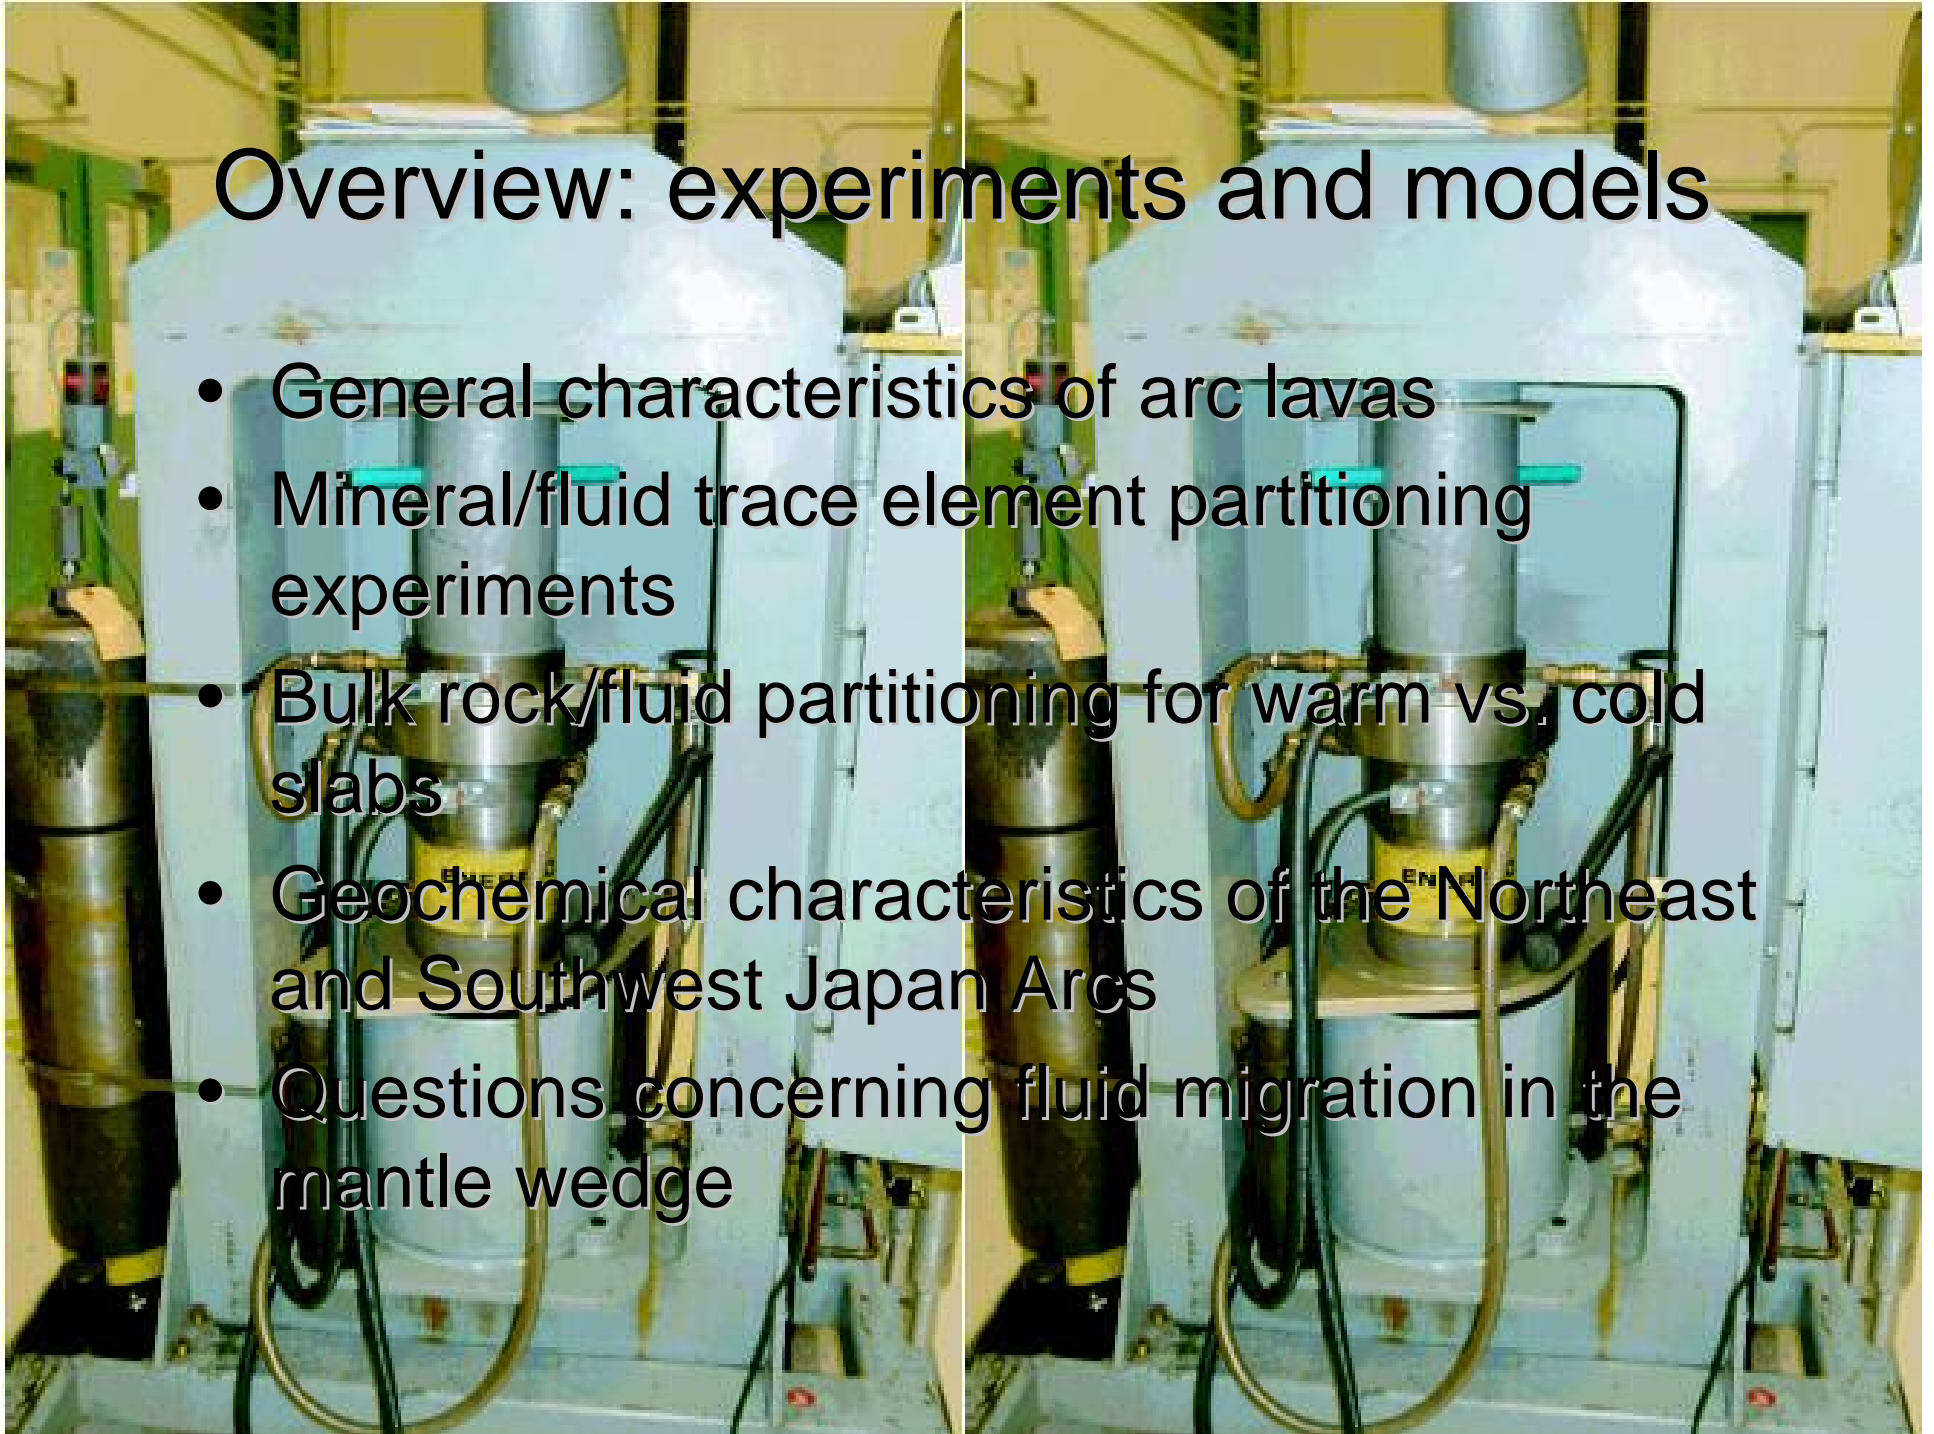 Overview: experiments and models
• General characteristics of arc lavas
• Mineral/fluid trace element partitioning
experiments
• Bulk rock/fluid partitioning for warm vs. cold
slabs
• Geochemical characteristics of the Northeast
and Southwest Japan Arcs
• Questions concerning fluid migration in the
mantle wedge